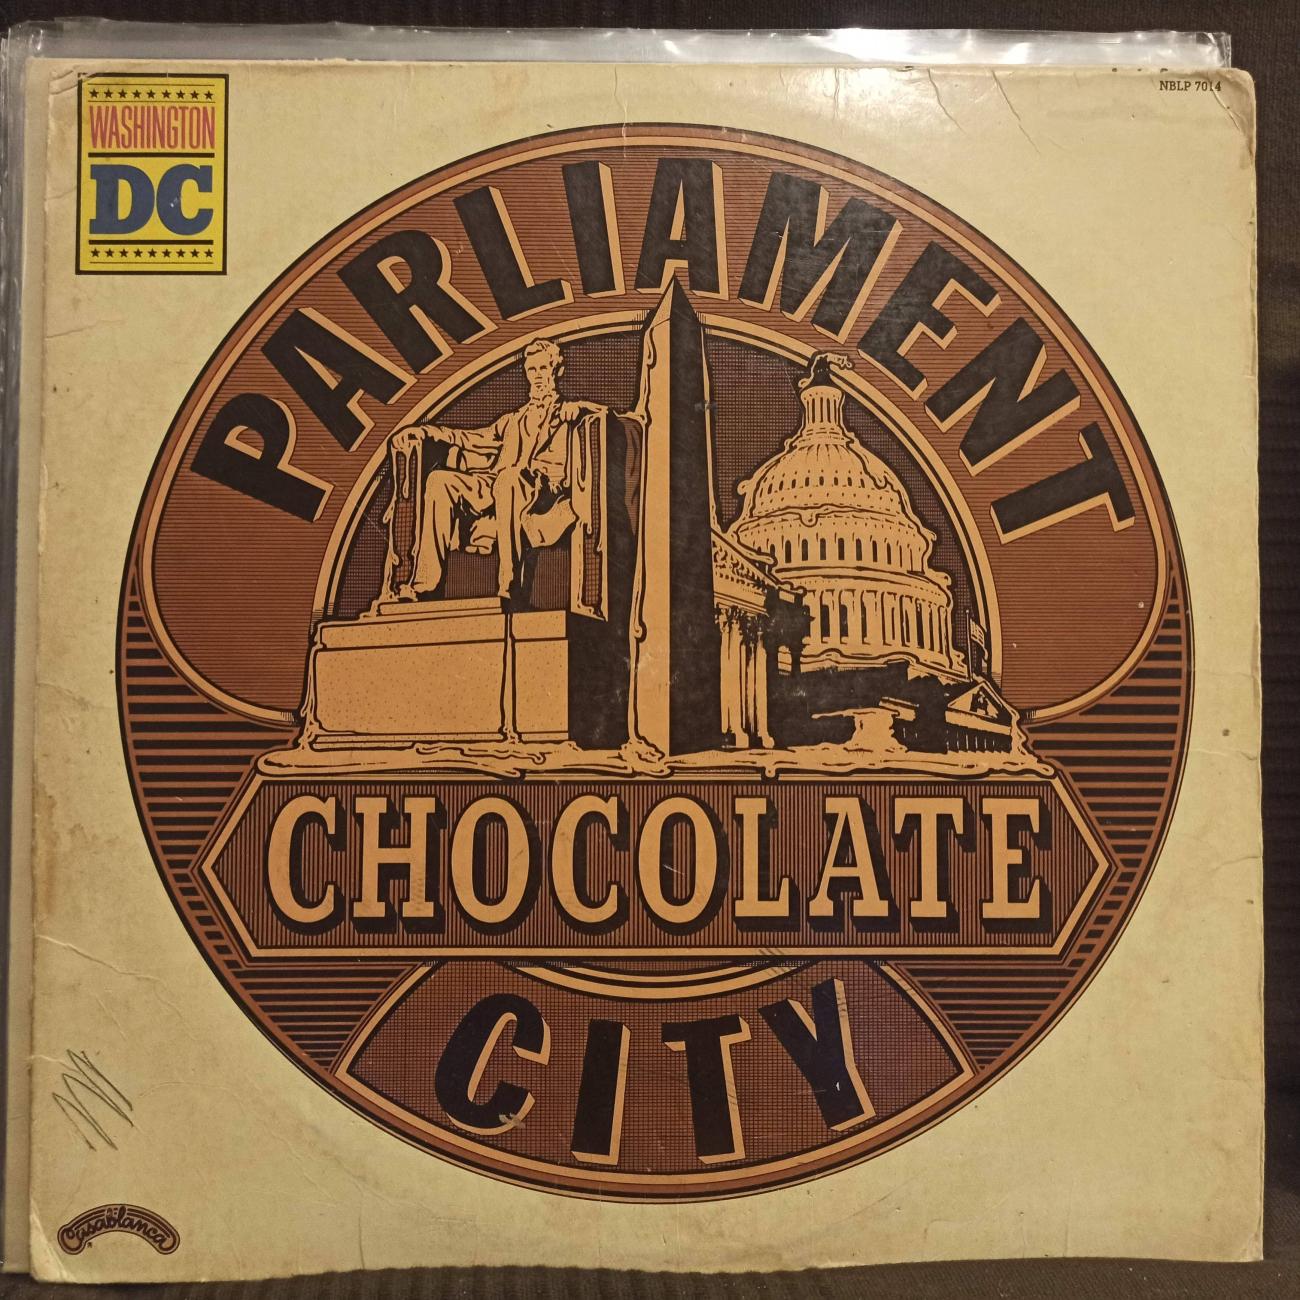 WASHINGTON
DC
NBLP 7014
PARLIAMENT
CHOCOLATE
CITY
Casablanca